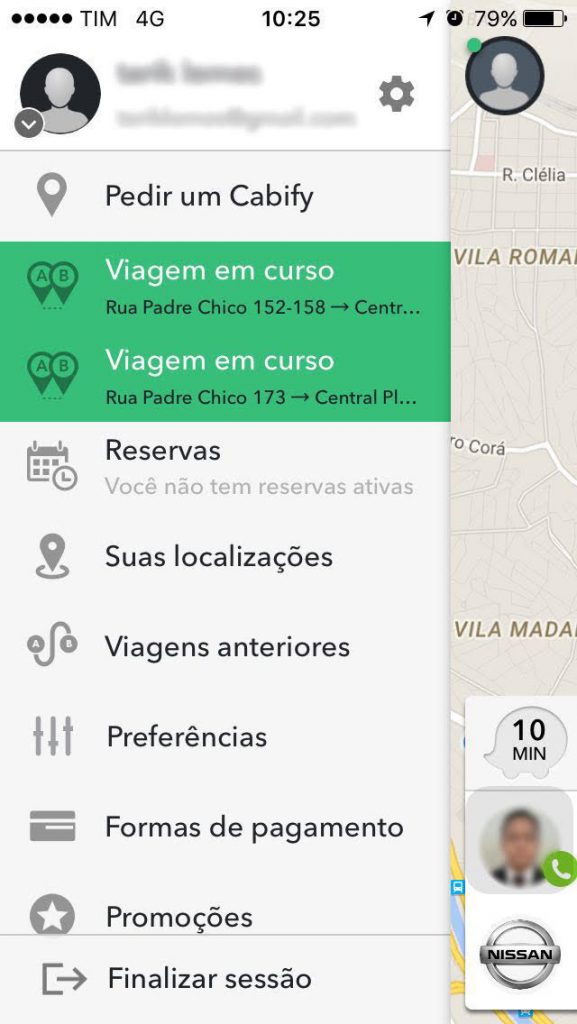 TIM 4G 10:25 79%
Pedir um Cabify
Viagem em curso
Rua Padre Chico 152-158 → Centr...
A B
Viagem em curso
Rua Padre Chico 173 → Central Pl...
A B
Reservas
Você não tem reservas ativas
Suas localizações
Viagens anteriores
A B
Preferências
Formas de pagamento
Promoções
Finalizar sessão
R. Clélia
VILA ROMA
ro Corá
VILA MADA
10
MIN
NISSAN